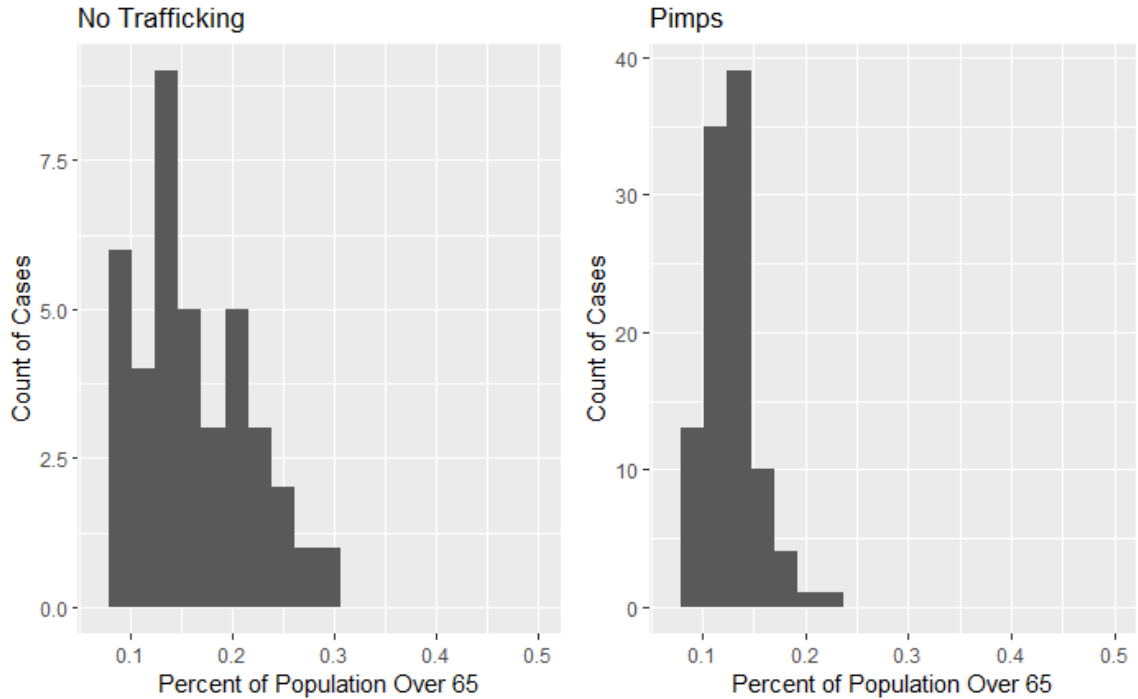 No Trafficking
Count of Cases
7.5
5.0
2.5
0.0
0.1 0.2 0.3 0.4 0.5
Percent of Population Over 65
Pimps
Count of Cases
40
30
20
10
0
0.1 0.2 0.3 0.4 0.5
Percent of Population Over 65